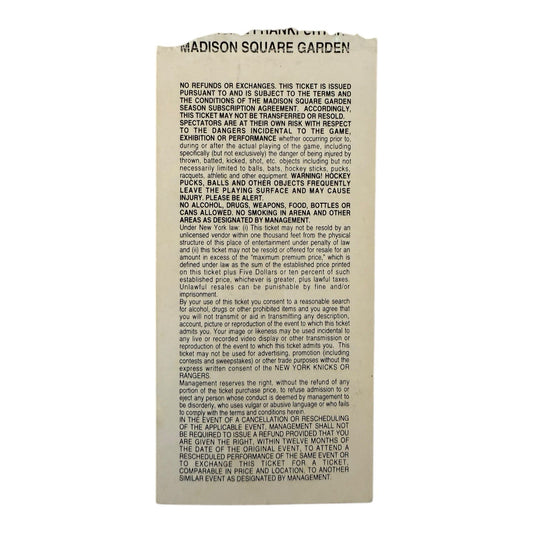 MADISON SQUARE GARDEN
NO REFUNDS OR EXCHANGES. THIS TICKET IS ISSUED
PURSUANT TO AND IS SUBJECT TO THE TERMS AND
THE CONDITIONS OF THE MADISON SQUARE GARDEN
SEASON SUBSCRIPTION AGREEMENT. ACCORDINGLY,
THIS TICKET MAY NOT BE TRANSFERRED OR RESOLD.
SPECTATORS ARE AT THEIR OWN RISK WITH RESPECT
TO THE DANGERS INCIDENTAL TO THE GAME,
EXHIBITION OR PERFORMANCE whether occurring prior to,
during or after the actual playing of the game, including
specifically (but not exclusively) the danger of being injured by
thrown, batted, kicked, shot, etc. objects including but not
necessarily limited to balls, bats, hockey sticks, pucks,
racquets, athletic and other equipment. WARNING! HOCKEY
PUCKS, BALLS AND OTHER OBJECTS FREQUENTLY
LEAVE THE PLAYING SURFACE AND MAY CAUSE
INJURY. PLEASE BE ALERT.
NO ALCOHOL, DRUGS, WEAPONS, FOOD, BOTTLES OR
CANS ALLOWED. NO SMOKING IN ARENA AND OTHER
AREAS AS DESIGNATED BY MANAGEMENT.
Under New York law: (i) This ticket may not be resold by an
unlicensed vendor within one thousand feet from the physical
structure of this place of entertainment under penalty of law
and (ii) this ticket may not be resold or offered for resale for an
amount in excess of the "maximum premium price," which is
defined under law as the sum of the established price printed
on this ticket plus Five Dollars or ten percent of such
established price, whichever is greater, plus lawful taxes.
Unlawful resales can be punishable by fine and/or
imprisonment.
By your use of this ticket you consent to a reasonable search
for alcohol, drugs or other prohibited items and you agree that
you will not transmit or aid in transmitting any description,
account, picture or reproduction of the event to which this ticket
admits you. Your image or likeness may be used incidental to
any live or recorded video display or other transmission or
reproduction of the event to which this ticket admits you. This
ticket may not be used for advertising, promotion (including
contests and sweepstakes) or other trade purposes without the
express written consent of the NEW YORK KNICKS OR
RANGERS.
Management reserves the right, without the refund of any
portion of the ticket purchase price, to refuse admission to or
eject any person whose conduct is deemed by management to
be disorderly, who uses vulgar or abusive language or who fails
to comply with the terms and conditions herein.
IN THE EVENT OF A CANCELLATION OR RESCHEDULING
OF THE APPLICABLE EVENT, MANAGEMENT SHALL NOT
BE REQUIRED TO ISSUE A REFUND PROVIDED THAT YOU
ARE GIVEN THE RIGHT, WITHIN TWELVE MONTHS OF
THE DATE OF THE ORIGINAL EVENT, TO ATTEND A
RESCHEDULED PERFORMANCE OF THE SAME EVENT OR
TO EXCHANGE THIS TICKET FOR A TICKET,
COMPARABLE IN PRICE AND LOCATION, TO ANOTHER
SIMILAR EVENT AS DESIGNATED BY MANAGEMENT.